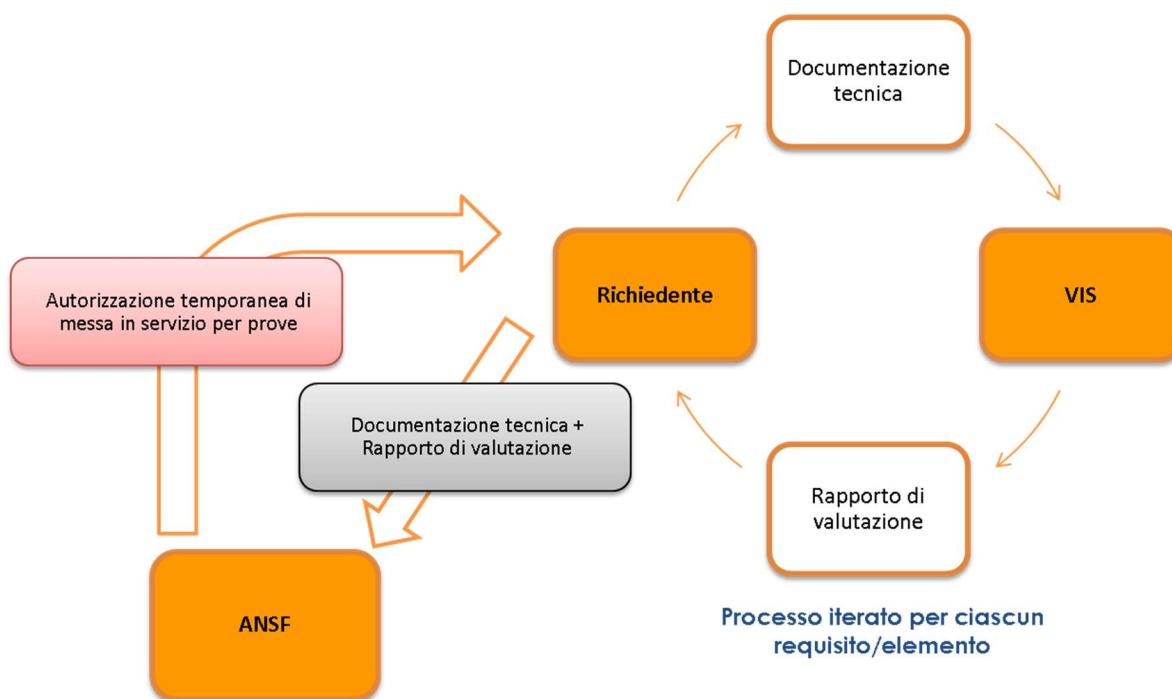 Documentazione
tecnica
Richiedente
VIS
Autorizzazione temporanea di
messa in servizio per prove
Documentazione tecnica +
Rapporto di valutazione
Rapporto di
valutazione
ANSF
Processo iterato per ciascun
requisito/elemento